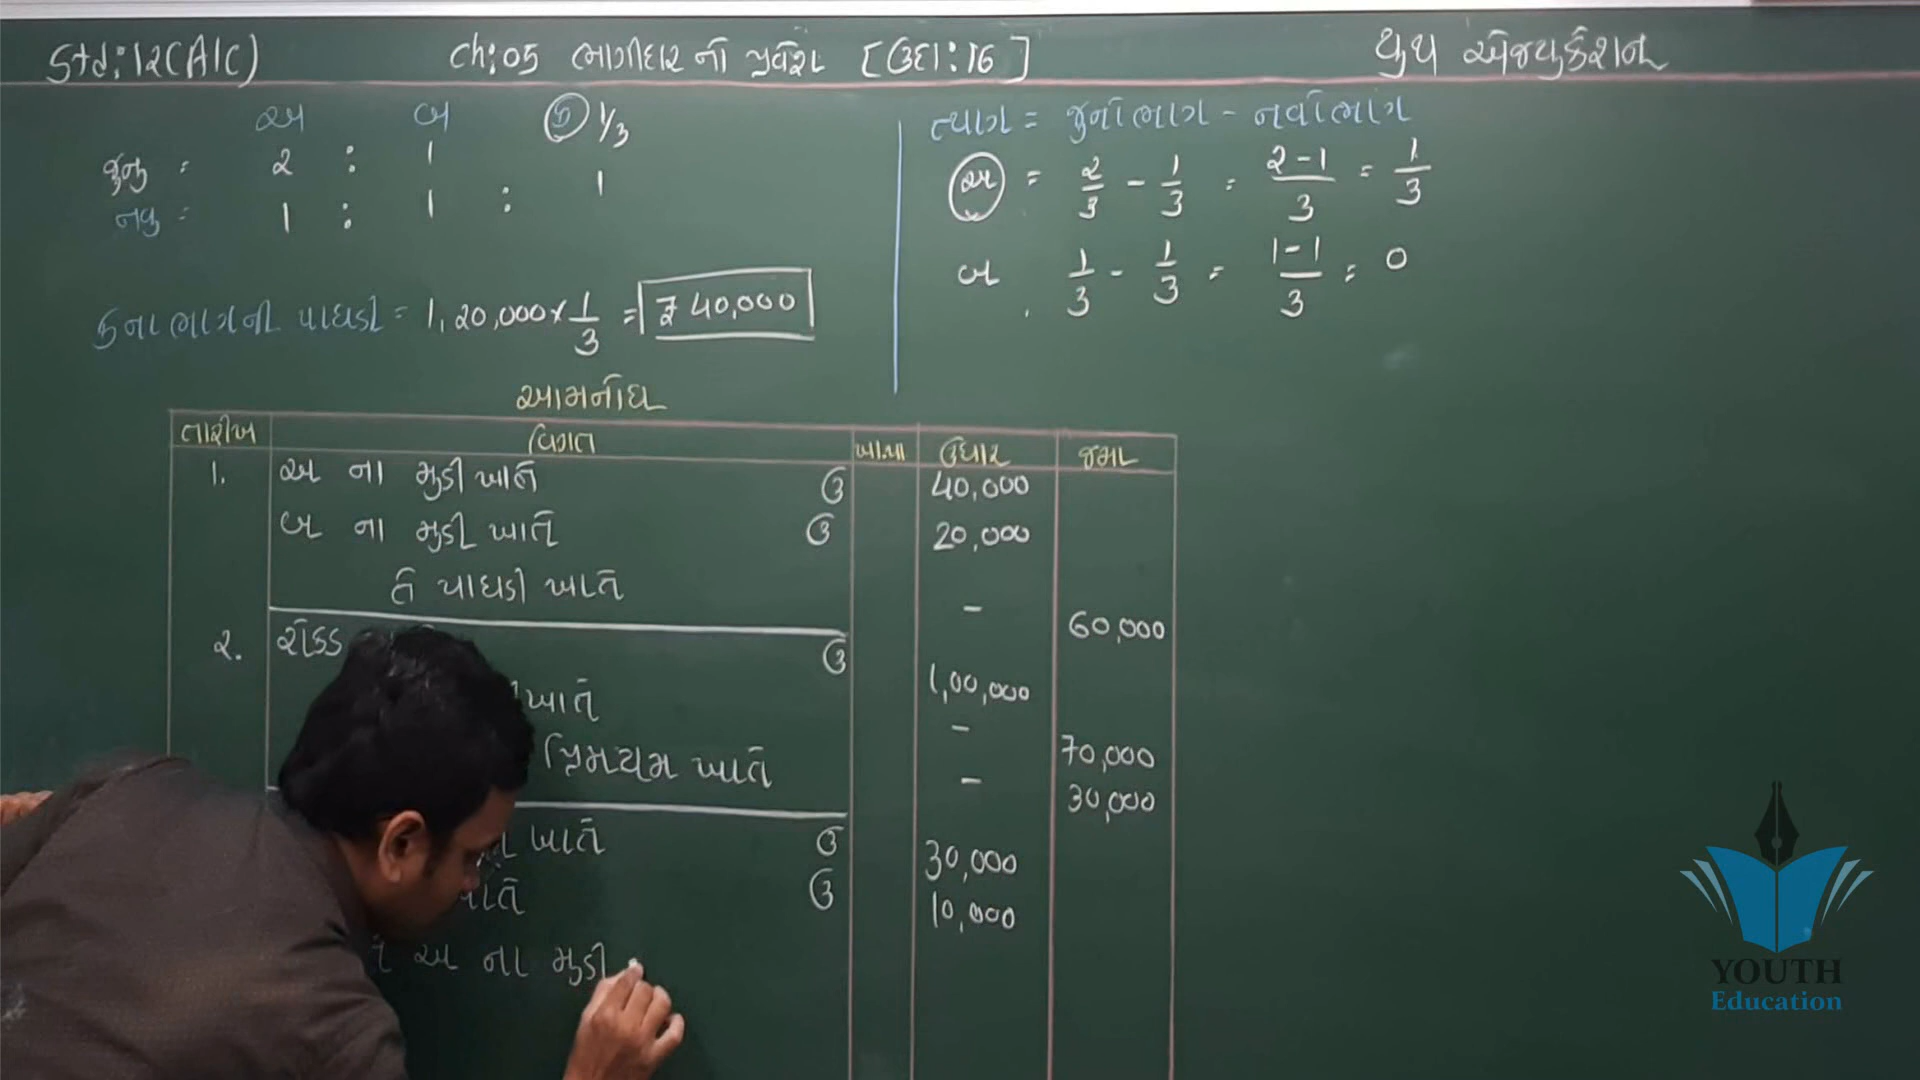 Std:12(A/C)
Ch:05 ભાગીદારનો પ્રવેશ [ઉદા:16]
યુથ એજ્યુકેશન
અ બ ક 1/3
જુનુ = 2 : 1
નવુ = 1 : 1 : 1
ક ના ભાગની પાઘડી = 1,20,000 × 1/3 = ₹ 40,000
ત્યાગ = જુનોભાગ - નવોભાગ
અ = 2/3 - 1/3 = 2-1/3 = 1/3
બ 1/3 - 1/3 = 1-1/3 = 0
આમનોંધ
તારીખ વિગત ખા.પા ઉધાર જમા
1. અ ના મુડી ખાતે ઉ 40,000
બ ના મુડી ખાતે ઉ 20,000
તે પાઘડી ખાતે - 60,000
2. રોકડ ઉ 1,00,000
ખાતે - 70,000
પ્રિમયમ ખાતે - 30,000
ખાતે ઉ 30,000
ઉ 10,000
અ ના મુડી
YOUTH
Education